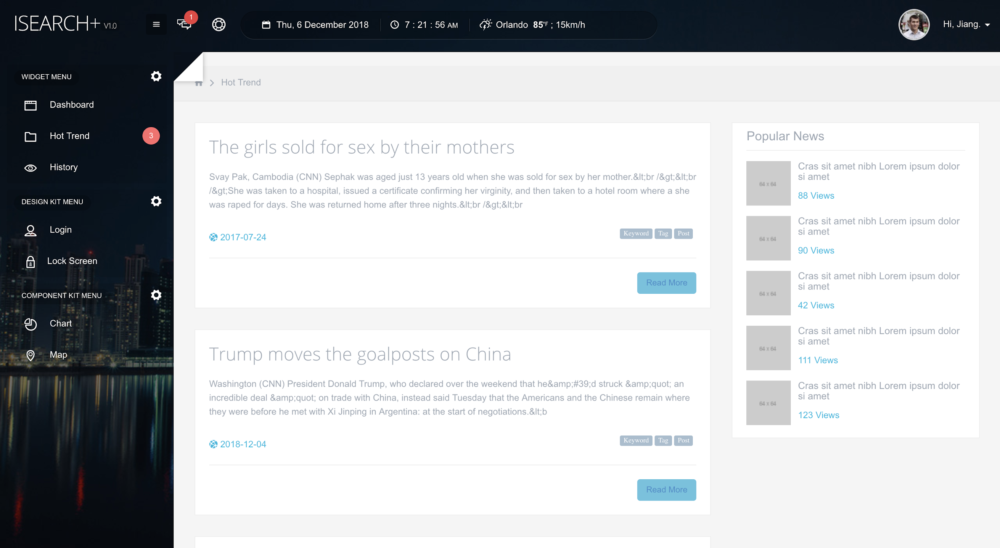 ISEARCH+ V1.0
1
Thu, 6 December 2018
7 : 21 : 56 AM
Orlando 85°F ; 15km/h
Hi, Jiang.
WIDGET MENU
Dashboard
Hot Trend
3
History
DESIGN KIT MENU
Login
Lock Screen
COMPONENT KIT MENU
Chart
Map
Hot Trend
The girls sold for sex by their mothers
Svay Pak, Cambodia (CNN) Sephak was aged just 13 years old when she was sold for sex by her mother.&lt;br /&gt;&lt;br
/&gt;She was taken to a hospital, issued a certificate confirming her virginity, and then taken to a hotel room where a she
was raped for days. She was returned home after three nights.&lt;br /&gt;&lt;br
2017-07-24
Keyword Tag Post
Read More
Trump moves the goalposts on China
Washington (CNN) President Donald Trump, who declared over the weekend that he&amp;#39;d struck &amp;quot; an
incredible deal &amp;quot; on trade with China, instead said Tuesday that the Americans and the Chinese remain where
they were before he met with Xi Jinping in Argentina: at the start of negotiations.&lt;b
2018-12-04
Keyword Tag Post
Read More
Popular News
64 x 64
Cras sit amet nibh Lorem ipsum dolor
si amet
88 Views
64 x 64
Cras sit amet nibh Lorem ipsum dolor
si amet
90 Views
64 x 64
Cras sit amet nibh Lorem ipsum dolor
si amet
42 Views
64 x 64
Cras sit amet nibh Lorem ipsum dolor
si amet
111 Views
64 x 64
Cras sit amet nibh Lorem ipsum dolor
si amet
123 Views